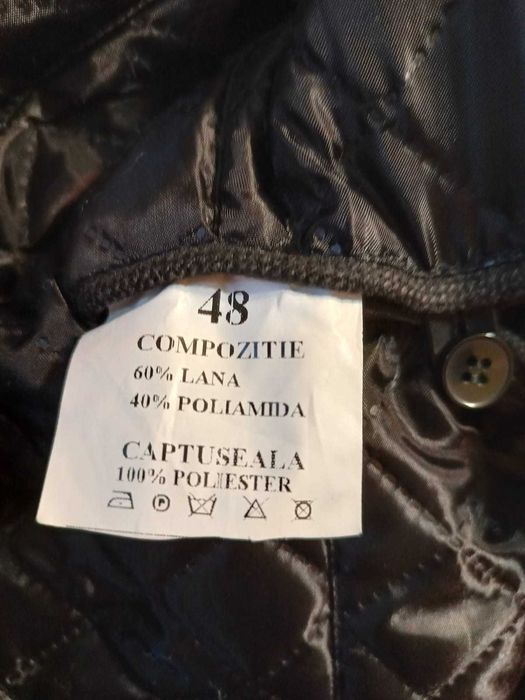 48
COMPOZITIE
60% LANA
40% POLIAMIDA
CAPTUSEALA
100% POLIESTER